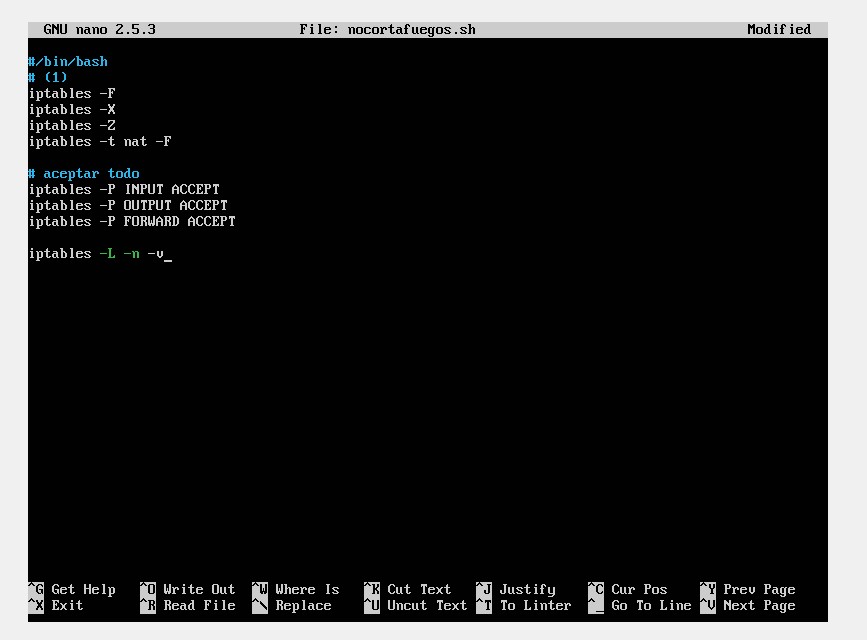 GNU nano 2.5.3 File: nocortafuegos.sh Modified
#/bin/bash
# (1)
iptables -F
iptables -X
iptables -Z
iptables -t nat -F
# aceptar todo
iptables -P INPUT ACCEPT
iptables -P OUTPUT ACCEPT
iptables -P FORWARD ACCEPT
iptables -L -n -v_
^G Get Help ^O Write Out ^W Where Is ^K Cut Text ^J Justify ^C Cur Pos ^Y Prev Page
^X Exit ^R Read File ^\ Replace ^U Uncut Text ^T To Linter ^_ Go To Line ^V Next Page